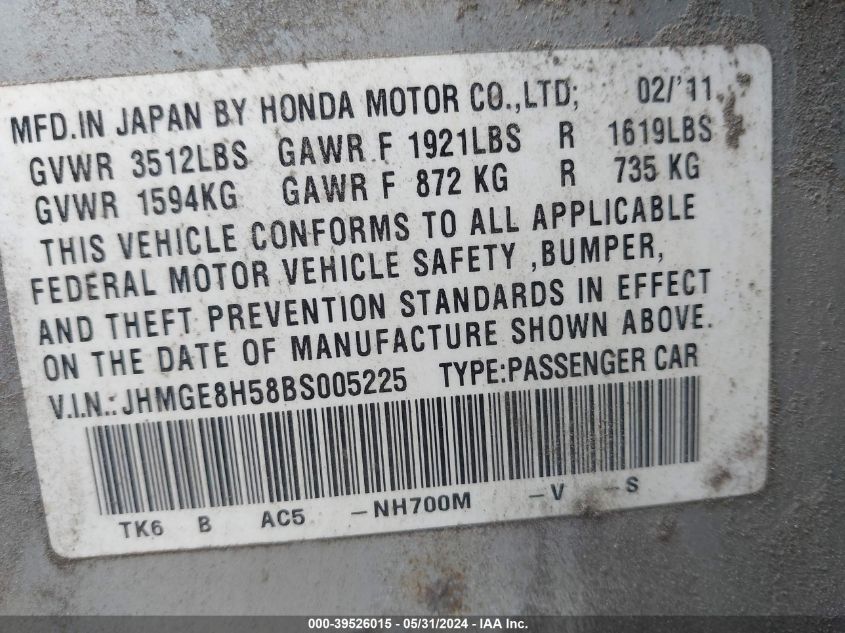 MFD.IN JAPAN BY HONDA MOTOR CO.,LTD; 02/'11
GVWR 3512LBS GAWR F 1921LBS R 1619LBS
GVWR 1594KG GAWR F 872 KG R 735 KG
THIS VEHICLE CONFORMS TO ALL APPLICABLE
FEDERAL MOTOR VEHICLE SAFETY ,BUMPER,
AND THEFT PREVENTION STANDARDS IN EFFECT
ON THE DATE OF MANUFACTURE SHOWN ABOVE.
V.I.N.: JHMGE8H58BS005225 TYPE:PASSENGER CAR
TK6 B AC5 -NH700M -V -S
000-39526015 - 05/31/2024 - IAA Inc.